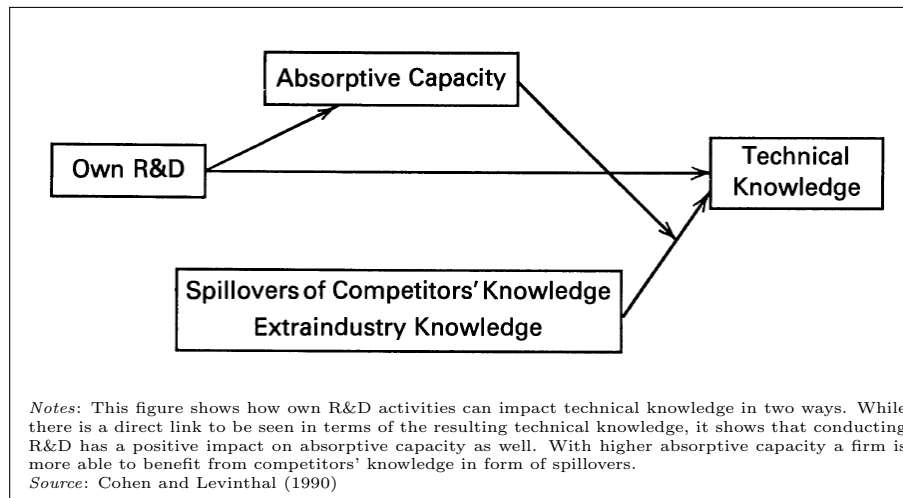 Absorptive Capacity
Own R&D
Technical
Knowledge
Spillovers of Competitors' Knowledge
Extraindustry Knowledge
Notes: This figure shows how own R&D activities can impact technical knowledge in two ways. While
there is a direct link to be seen in terms of the resulting technical knowledge, it shows that conducting
R&D has a positive impact on absorptive capacity as well. With higher absorptive capacity a firm is
more able to benefit from competitors' knowledge in form of spillovers.
Source: Cohen and Levinthal (1990)